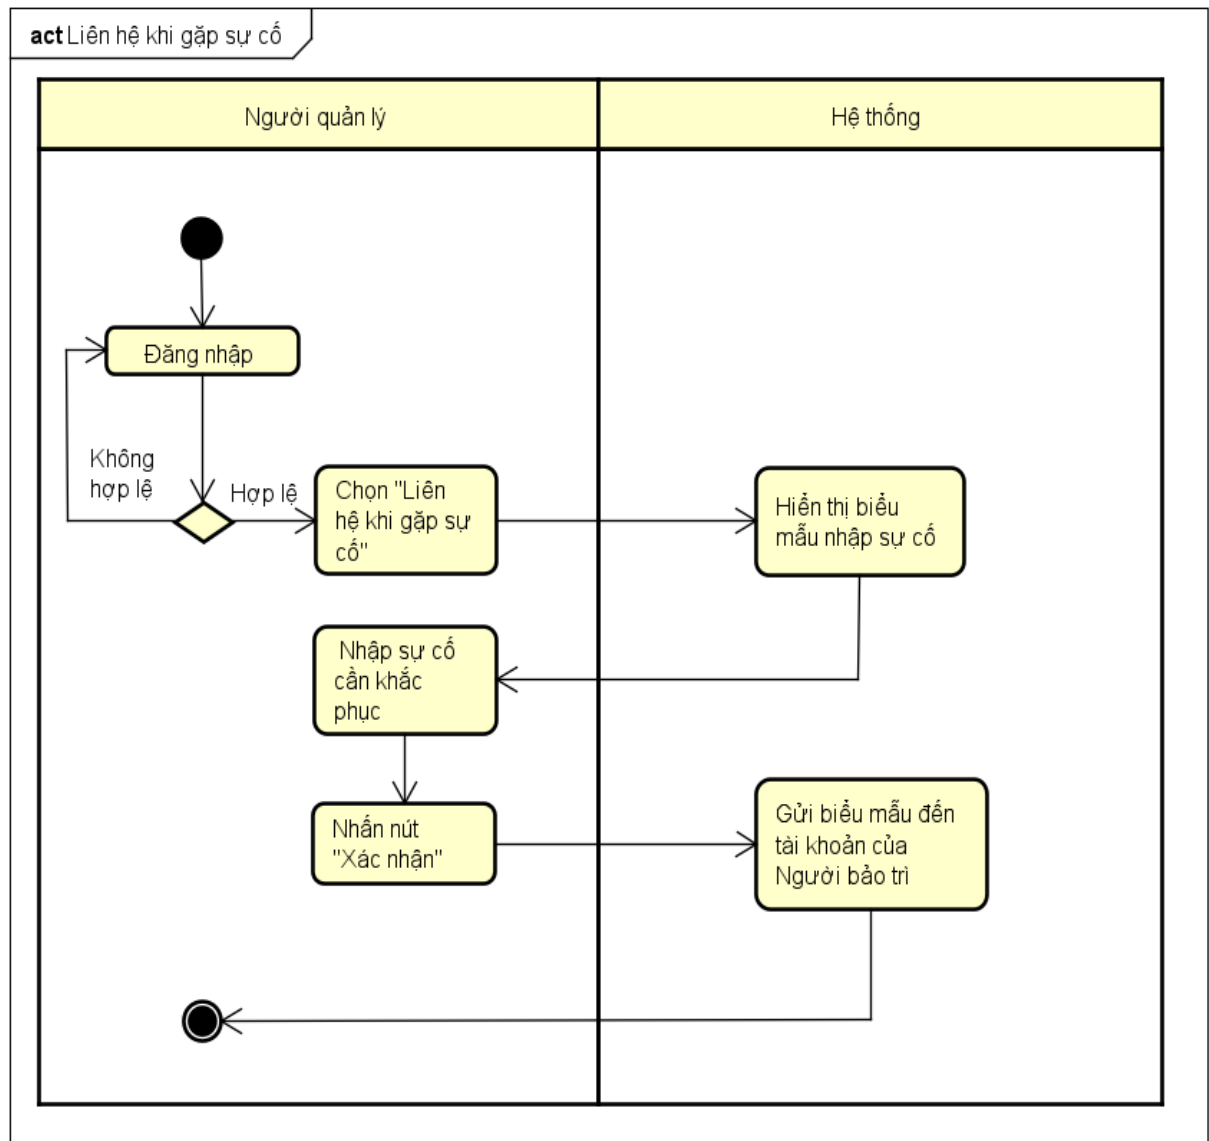 act Liên hệ khi gặp sự cố
Người quản lý
Hệ thống
Đăng nhập
Không
hợp lệ
Hợp lệ
Chọn "Liên
hệ khi gặp sự
cố"
Hiển thị biểu
mẫu nhập sự cố
Nhập sự cố
cần khắc
phục
Nhấn nút
"Xác nhận"
Gửi biểu mẫu đến
tài khoản của
Người bảo trì